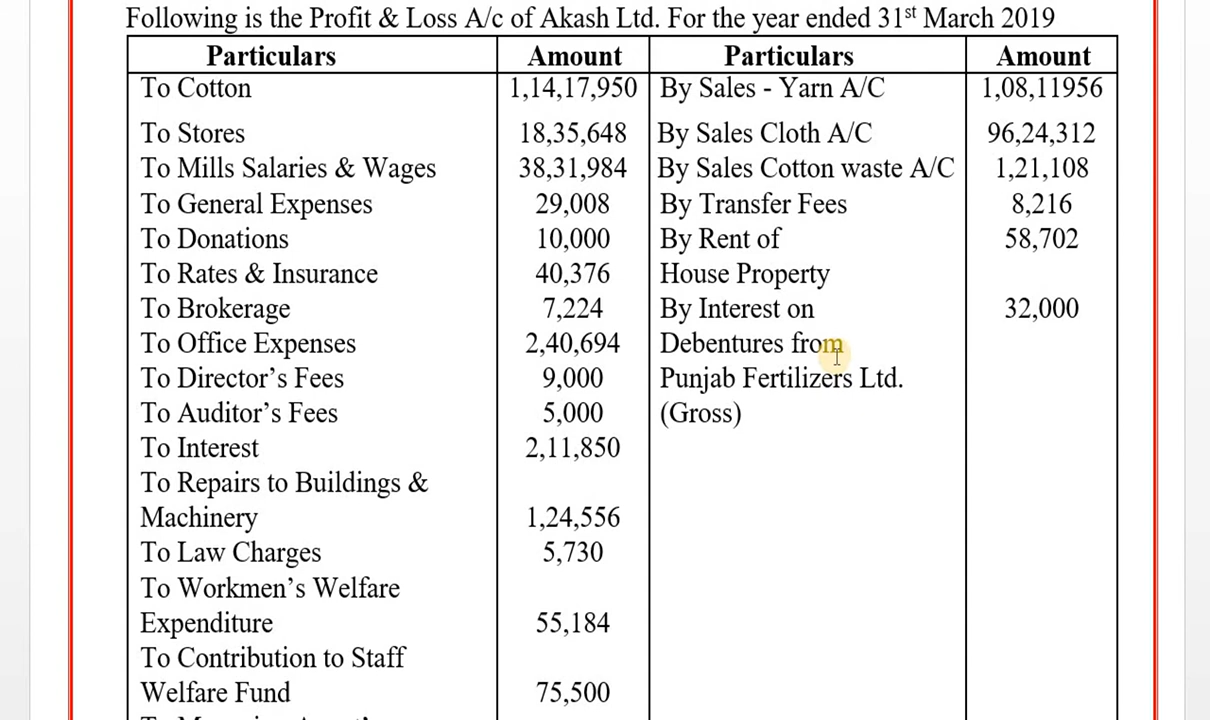 Following is the Profit & Loss A/c of Akash Ltd. For the year ended 31st March 2019
Particulars Amount Particulars Amount
To Cotton 1,14,17,950 By Sales - Yarn A/C 1,08,11956
To Stores 18,35,648 By Sales Cloth A/C 96,24,312
To Mills Salaries & Wages 38,31,984 By Sales Cotton waste A/C 1,21,108
To General Expenses 29,008 By Transfer Fees 8,216
To Donations 10,000 By Rent of 58,702
To Rates & Insurance 40,376 House Property
To Brokerage 7,224 By Interest on 32,000
To Office Expenses 2,40,694 Debentures from
To Director’s Fees 9,000 Punjab Fertilizers Ltd.
To Auditor’s Fees 5,000 (Gross)
To Interest 2,11,850
To Repairs to Buildings &
Machinery 1,24,556
To Law Charges 5,730
To Workmen’s Welfare
Expenditure 55,184
To Contribution to Staff
Welfare Fund 75,500